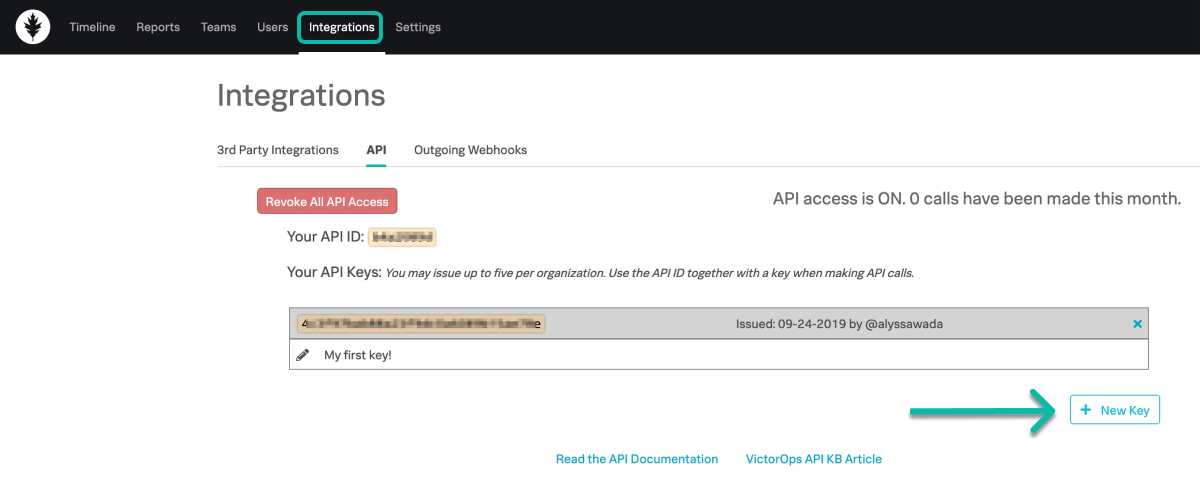 Timeline Reports Teams Users Integrations Settings
Integrations
3rd Party Integrations API Outgoing Webhooks
Revoke All API Access
API access is ON. 0 calls have been made this month.
Your API ID:
Your API Keys: You may issue up to five per organization. Use the API ID together with a key when making API calls.
Issued: 09-24-2019 by @alyssawada
My first key!
+ New Key
Read the API Documentation VictorOps API KB Article